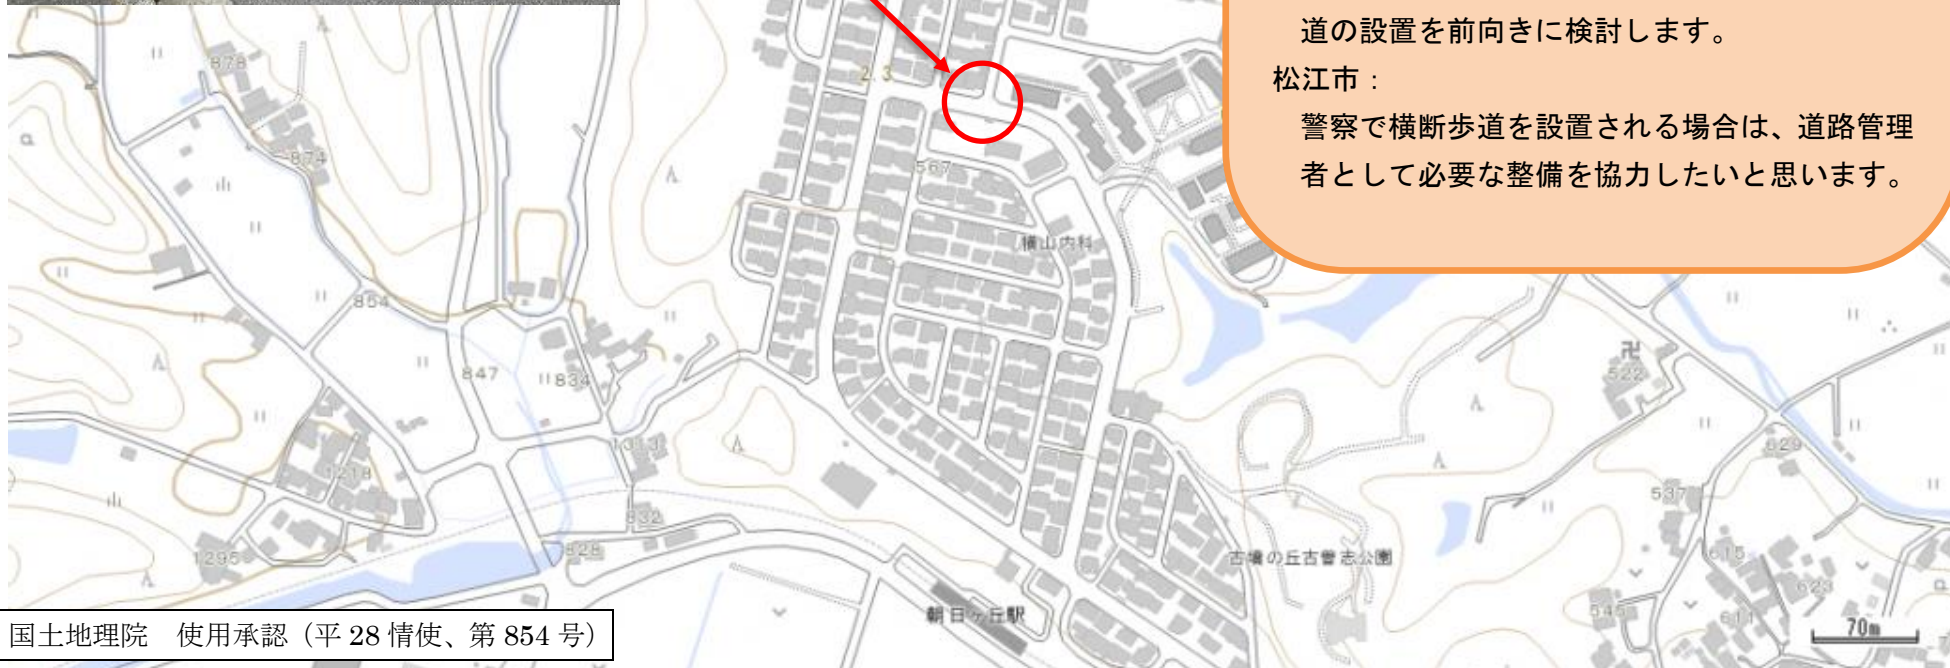 道の設置を前向きに検討します。
松江市：
警察で横断歩道を設置される場合は、道路管理
者として必要な整備を協力したいと思います。
878
2.3
874
567
横山内科
854
847
834
522
629
1313
1218
537
832
828
1295
古墳の丘古曽志公園
615
623
545
611
朝日ヶ丘駅
70m
国土地理院　使用承認（平 28 情使、第 854 号）